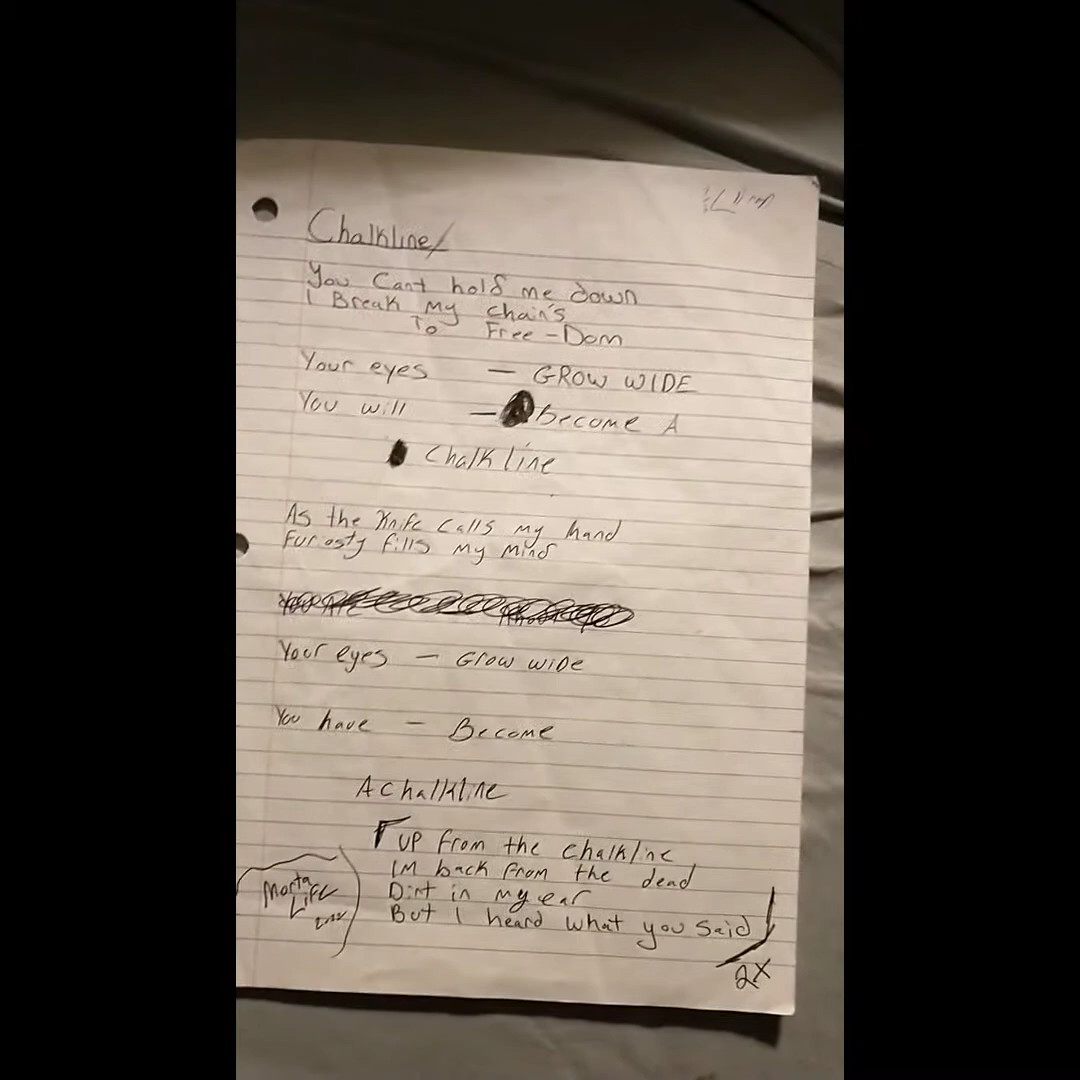 Chalkline/
You Cant hold me down
I Break My Chain's
To Free-Dom
Your eyes — GROW WIDE
You will — Become A
Chalkline
As the Knife Calls my hand
Furosty fills my mind
Your eyes — Grow wide
You have — Become
A Chalkline
UP from the chalkline
IM back from the dead
Dirt in my ear
But I heard what you said
2X
Life